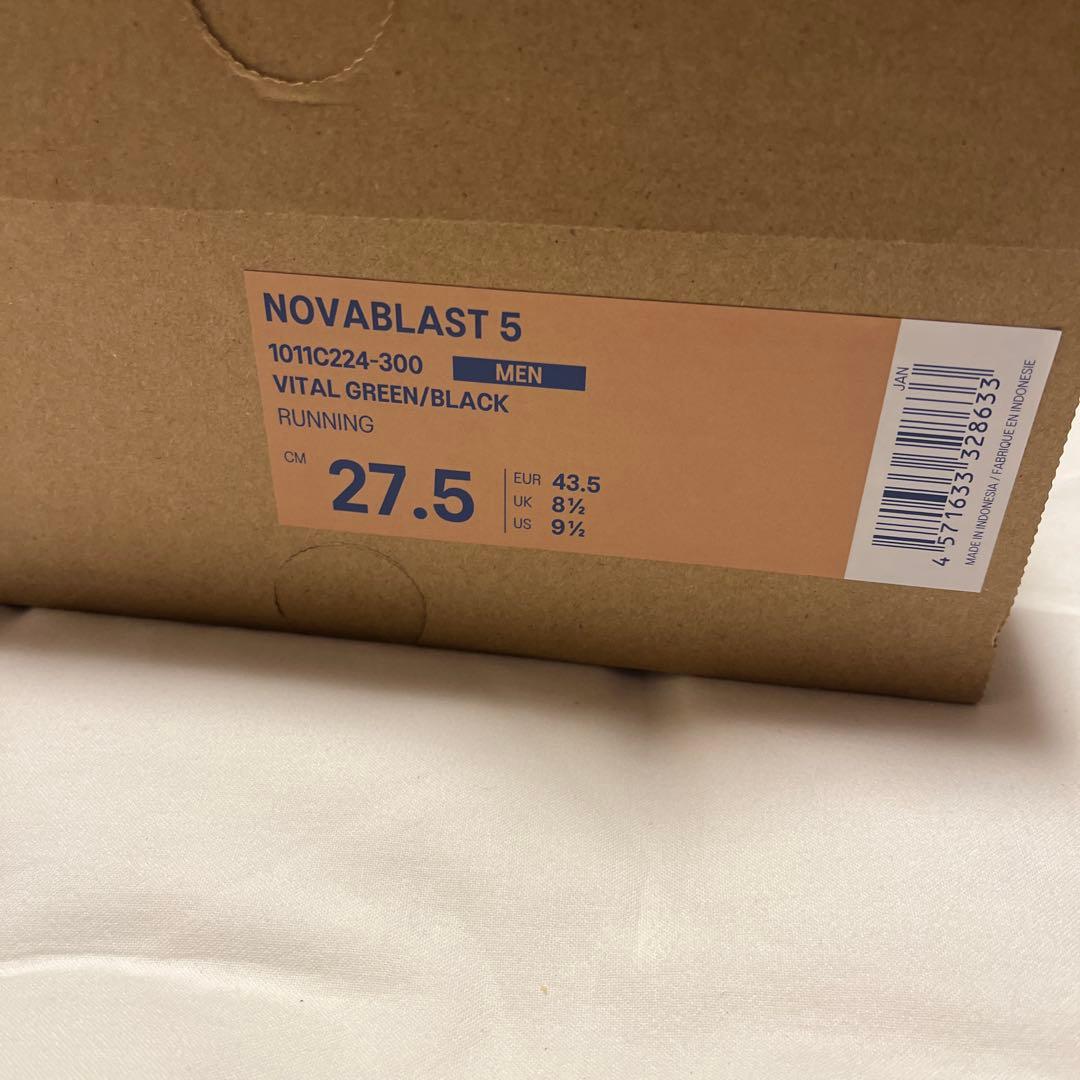 NOVABLAST 5
1011C224-300 MEN
VITAL GREEN/BLACK
RUNNING
CM 27.5
EUR 43.5
UK 8½
US 9½
JAN
4 571633 328633
MADE IN INDONESIA / FABRIQUE EN INDONESIE